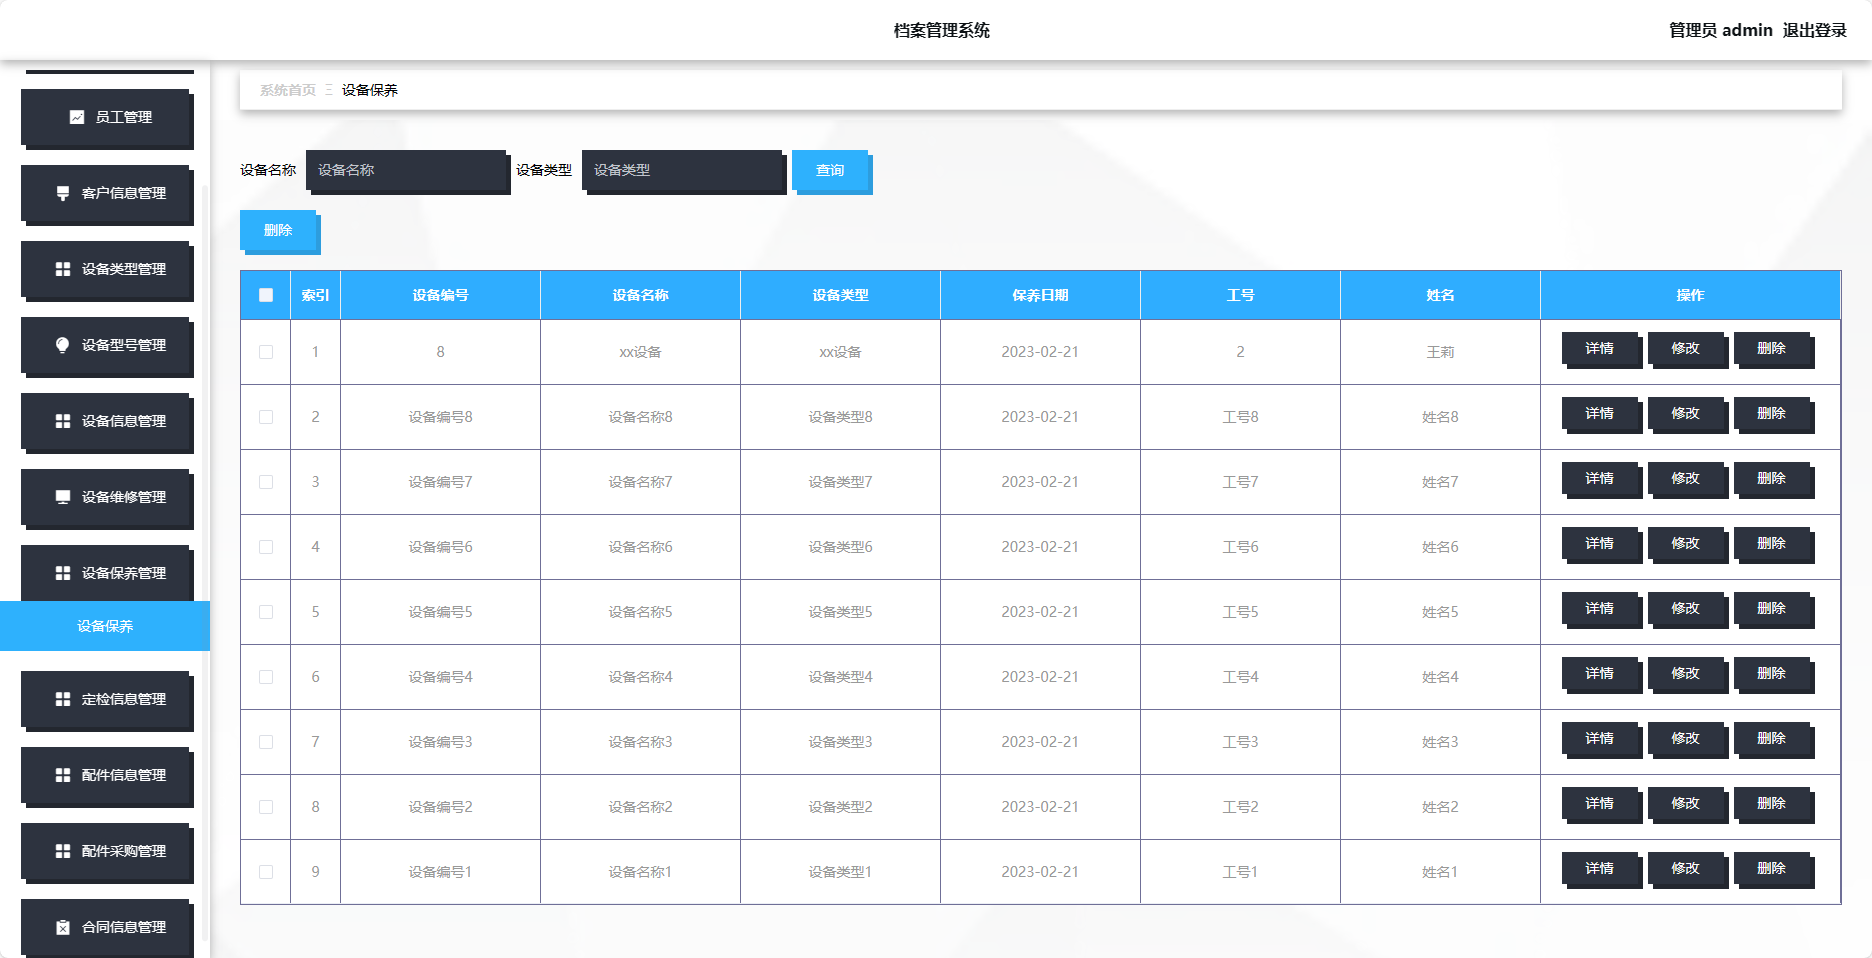 档案管理系统
管理员 admin 退出登录
员工管理
客户信息管理
设备类型管理
设备型号管理
设备信息管理
设备维修管理
设备保养管理
设备保养
定检信息管理
配件信息管理
配件采购管理
合同信息管理
系统首页 Ξ 设备保养
设备名称 设备名称 设备类型 设备类型 查询
删除
索引 设备编号 设备名称 设备类型 保养日期 工号 姓名 操作
1 8 xx设备 xx设备 2023-02-21 2 王莉 详情 修改 删除
2 设备编号8 设备名称8 设备类型8 2023-02-21 工号8 姓名8 详情 修改 删除
3 设备编号7 设备名称7 设备类型7 2023-02-21 工号7 姓名7 详情 修改 删除
4 设备编号6 设备名称6 设备类型6 2023-02-21 工号6 姓名6 详情 修改 删除
5 设备编号5 设备名称5 设备类型5 2023-02-21 工号5 姓名5 详情 修改 删除
6 设备编号4 设备名称4 设备类型4 2023-02-21 工号4 姓名4 详情 修改 删除
7 设备编号3 设备名称3 设备类型3 2023-02-21 工号3 姓名3 详情 修改 删除
8 设备编号2 设备名称2 设备类型2 2023-02-21 工号2 姓名2 详情 修改 删除
9 设备编号1 设备名称1 设备类型1 2023-02-21 工号1 姓名1 详情 修改 删除